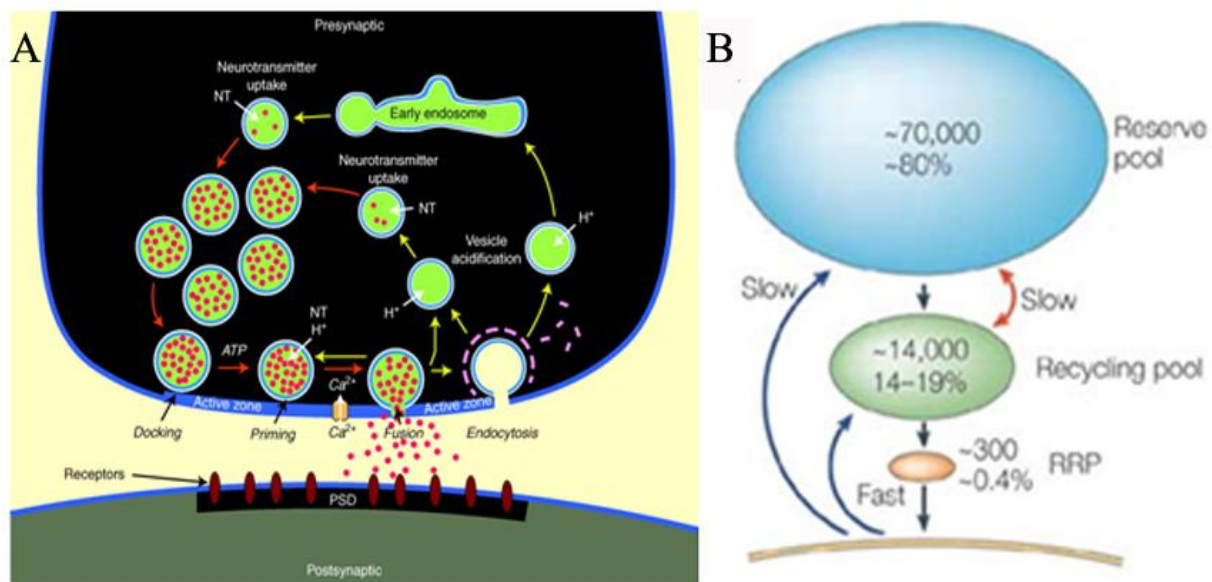 A
Presynaptic
Neurotransmitter
uptake
NT
Early endosome
Neurotransmitter
uptake
NT
H⁺
Vesicle
acidification
H⁺
NT
H⁺
ATP
Ca²⁺
Active zone
Active zone
Docking
Priming
Ca²⁺
Fusion
Endocytosis
Receptors
PSD
Postsynaptic
B
~70,000
~80%
Reserve
pool
Slow
Slow
~14,000
14–19%
Recycling pool
~300
~0.4%
RRP
Fast